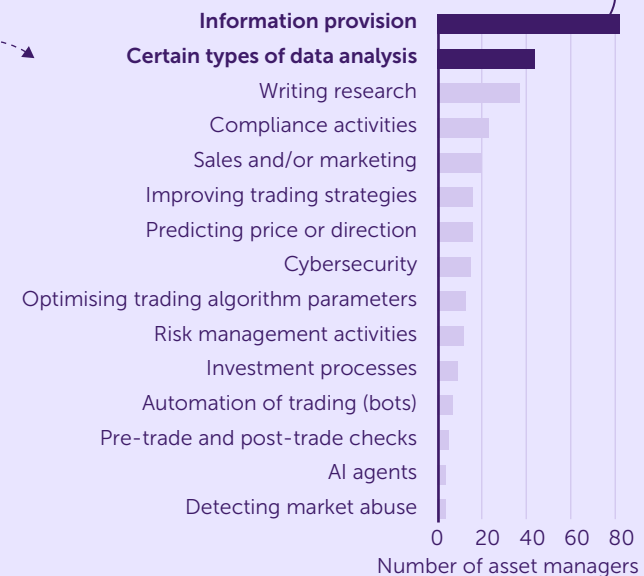 Information provision
Certain types of data analysis
Writing research
Compliance activities
Sales and/or marketing
Improving trading strategies
Predicting price or direction
Cybersecurity
Optimising trading algorithm parameters
Risk management activities
Investment processes
Automation of trading (bots)
Pre-trade and post-trade checks
AI agents
Detecting market abuse
0 20 40 60 80
Number of asset managers